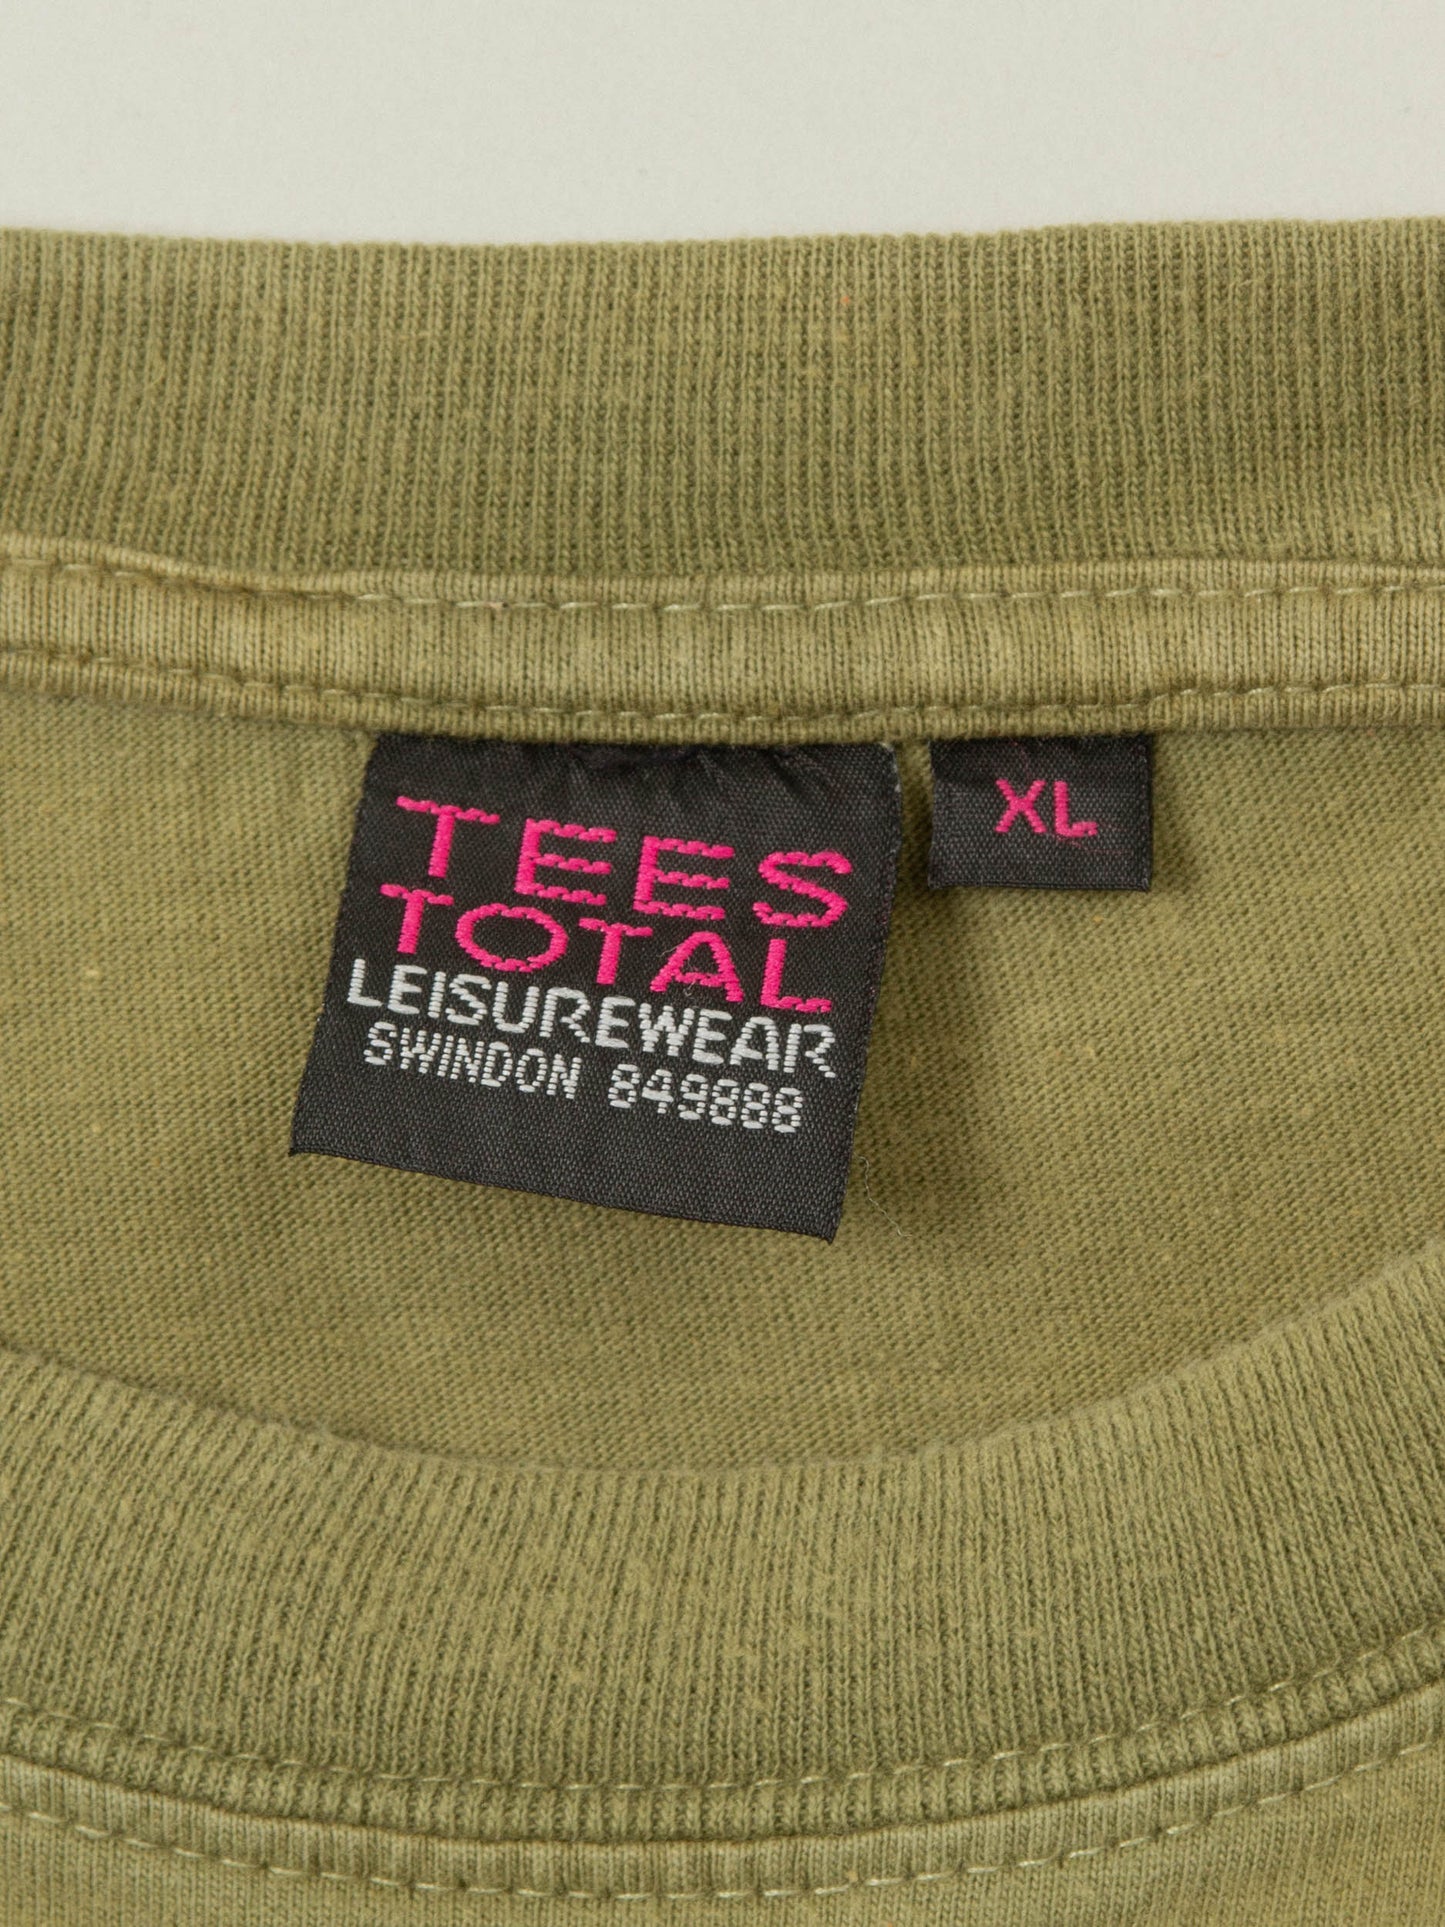 TEES
TOTAL
LEISUREWEAR
SWINDON 849888
XL